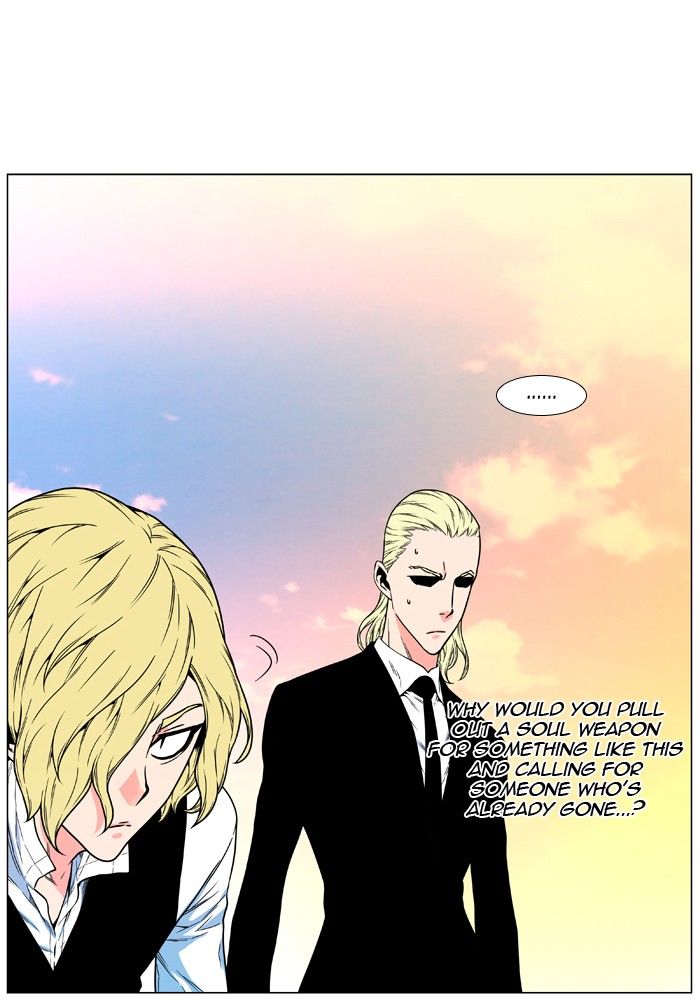 ......
WHY WOULD YOU PULL
OUT A SOUL WEAPON
FOR SOMETHING LIKE THIS
AND CALLING FOR
SOMEONE WHO'S
ALREADY GONE...?